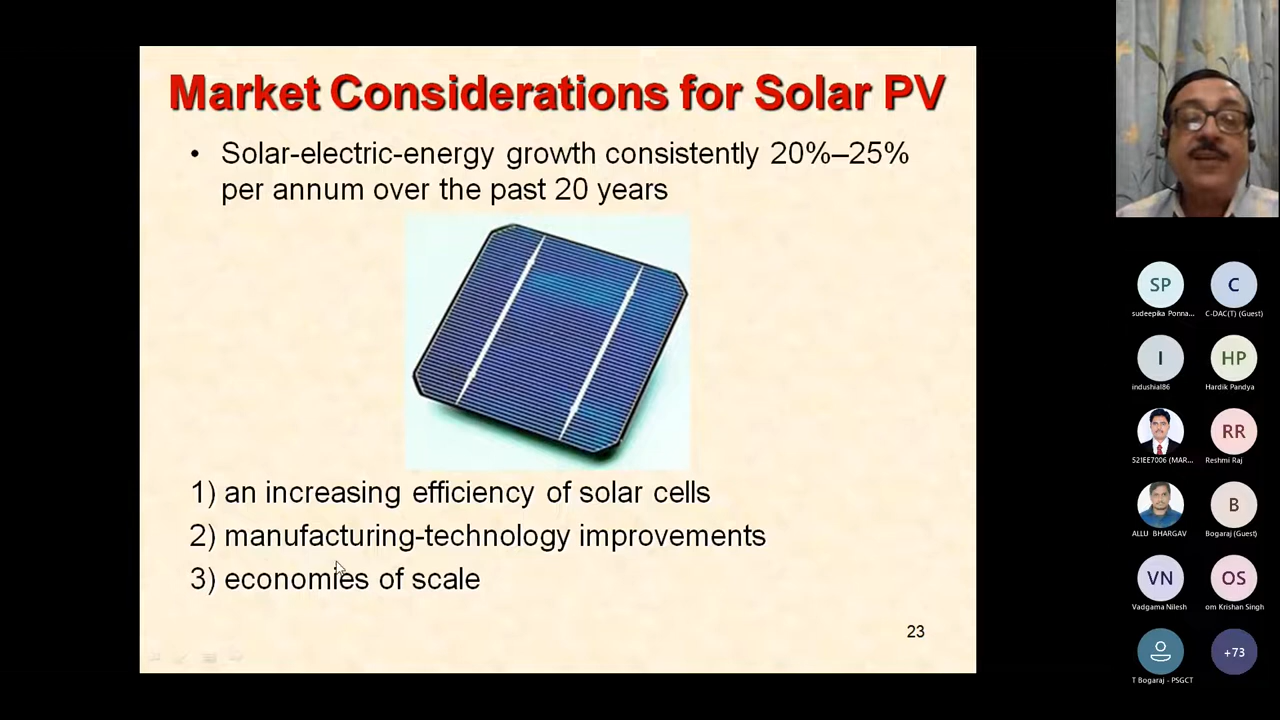 Market Considerations for Solar PV
• Solar-electric-energy growth consistently 20%–25%
per annum over the past 20 years
1) an increasing efficiency of solar cells
2) manufacturing-technology improvements
3) economies of scale
23
SP
sudeepika Ponna...
C
C-DAC(T) (Guest)
I
indushial86
HP
Hardik Pandya
521EE7006 (MAR...
RR
Reshmi Raj
ALLU BHARGAV
B
Bogaraj (Guest)
VN
Vadgama Nilesh
OS
om Krishan Singh
T Bogaraj - PSGCT
+73